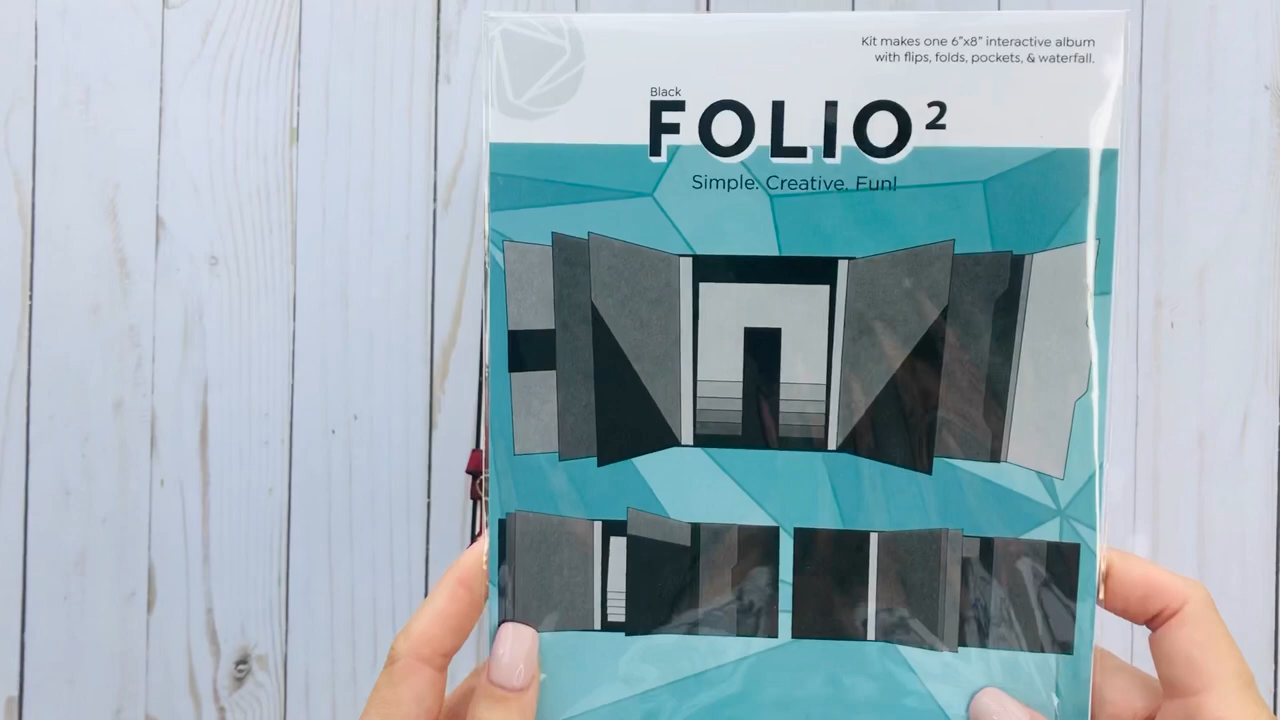 Kit makes one 6"x8" interactive album
with flips, folds, pockets, & waterfall.
Black
FOLIO²
Simple. Creative. Fun!